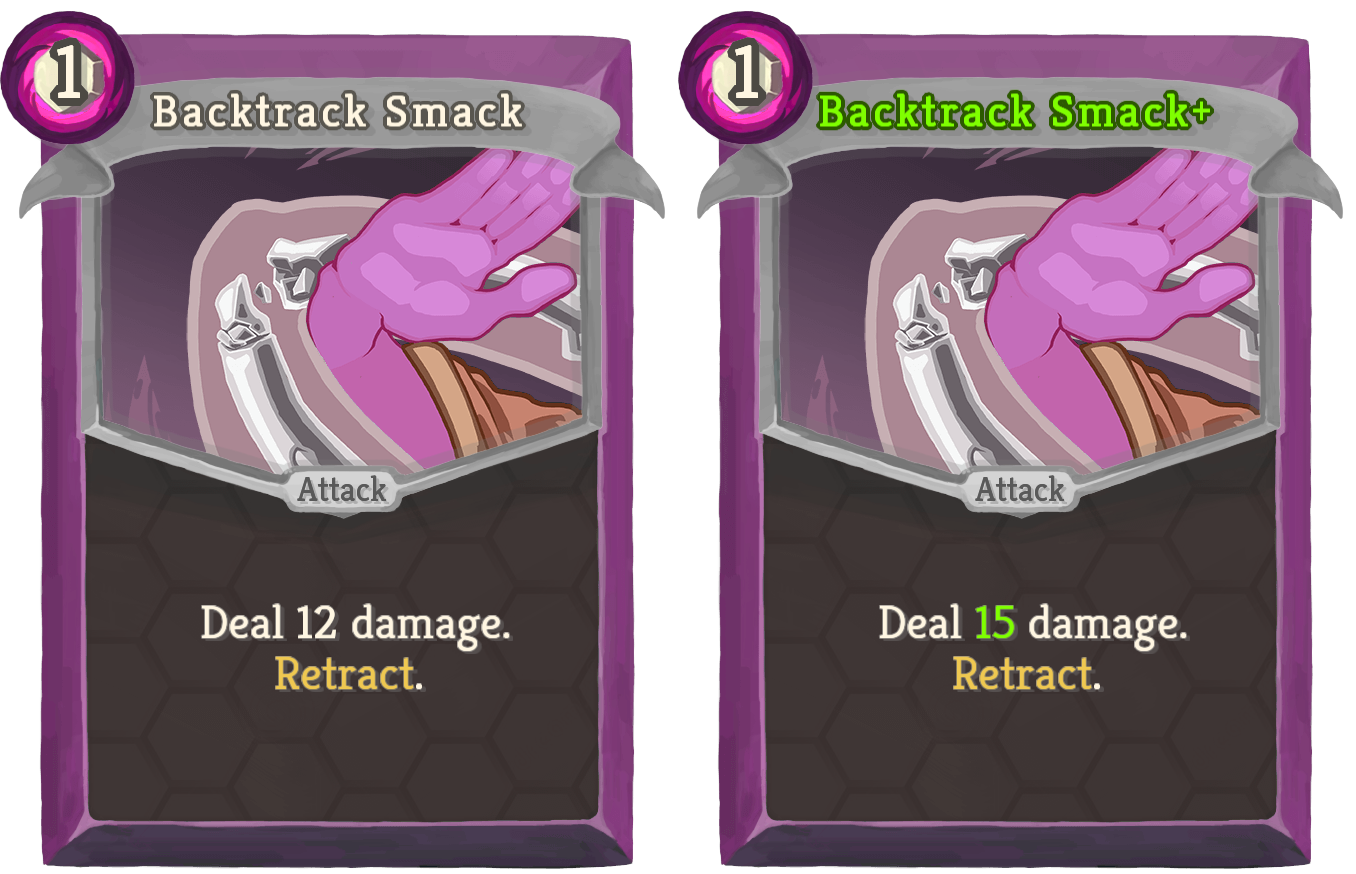 1
Backtrack Smack
Attack
Deal 12 damage.
Retract.
1
Backtrack Smack+
Attack
Deal 15 damage.
Retract.